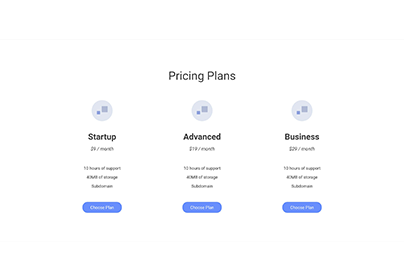 Pricing Plans
Startup
$9 / month
10 hours of support
40MB of storage
Subdomain
Choose Plan
Advanced
$19 / month
10 hours of support
40MB of storage
Subdomain
Choose Plan
Business
$29 / month
10 hours of support
40MB of storage
Subdomain
Choose Plan